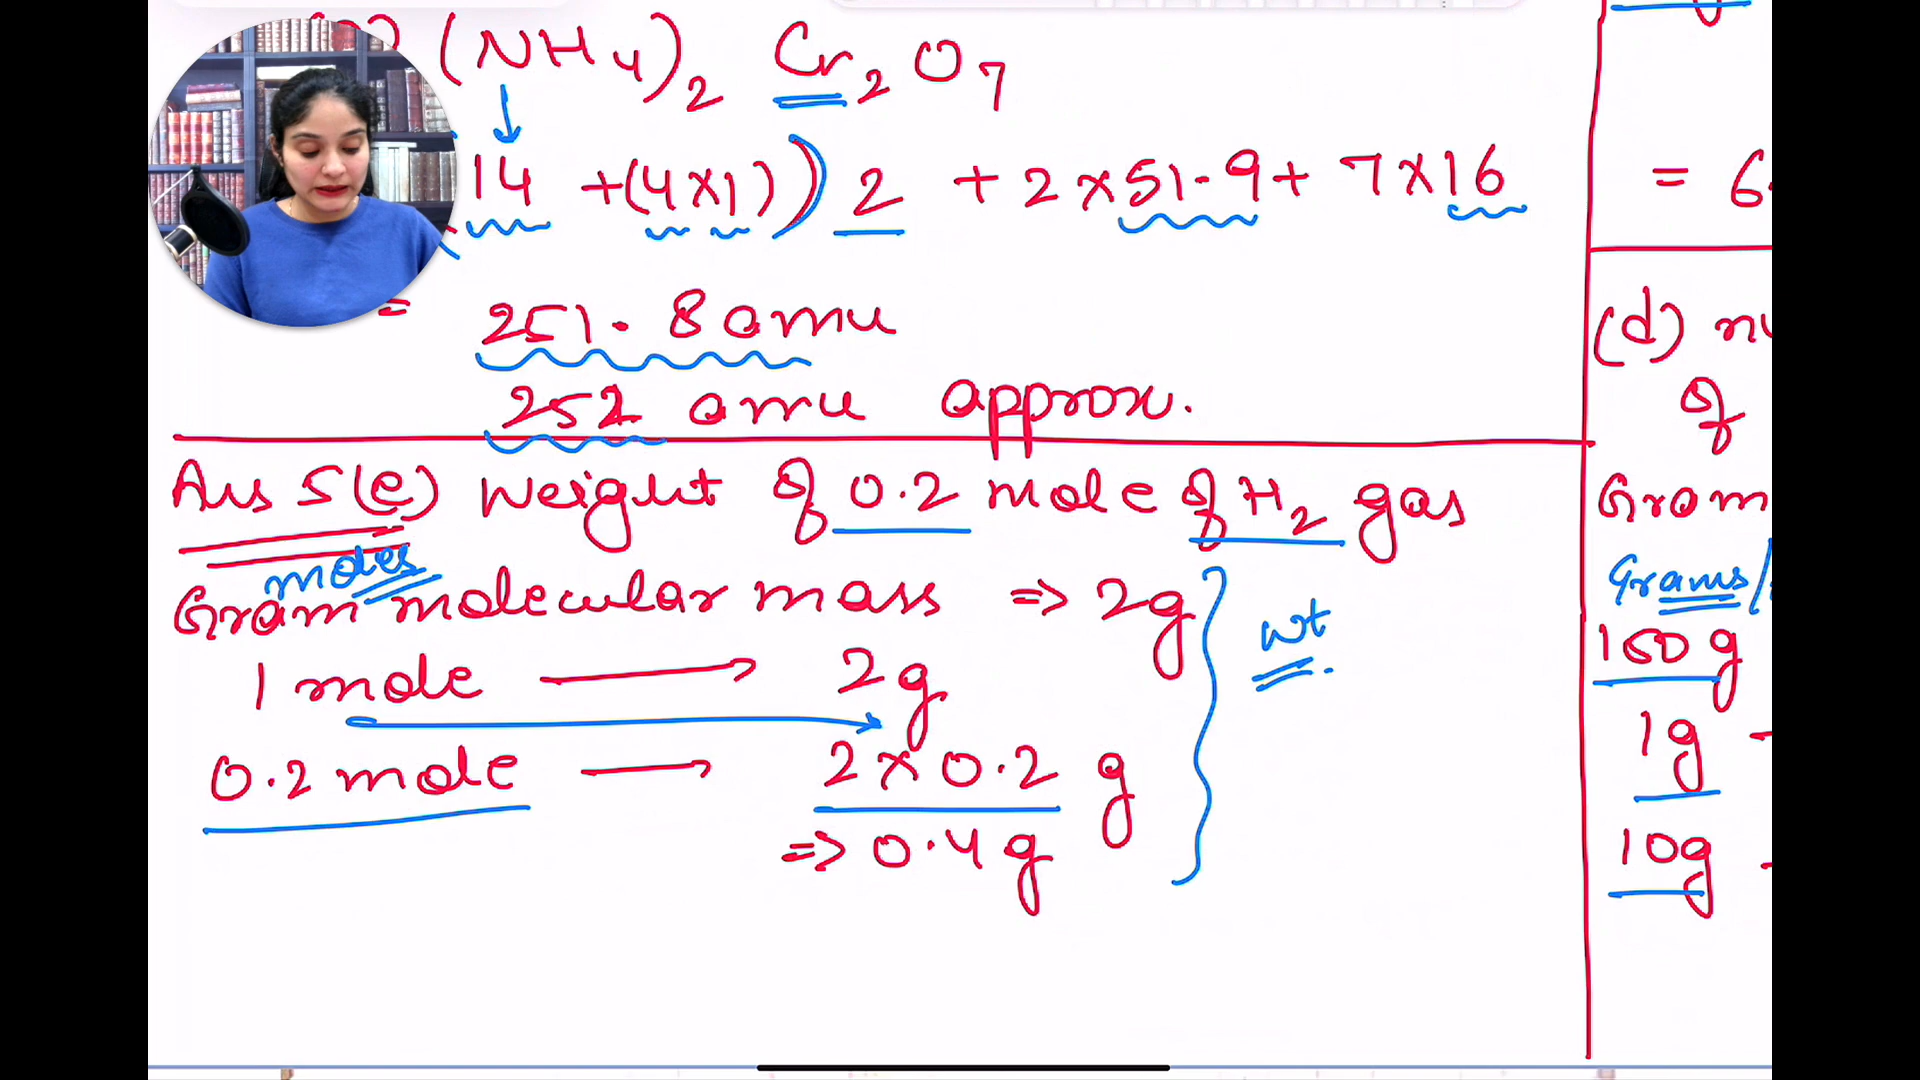 (NH4)2 Cr2O7
14 + (4×1))2 + 2×51.9 + 7×16
= 251.8 amu
252 amu approx.
Ans 5(e) Weight of 0.2 mole of H2 gas
moles
Gram molecular mass => 2g
wt.
1 mole → 2g
0.2 mole → 2×0.2 g
=> 0.4 g
= 6.
(d) nu
of
Gram
Grams/
160g
1g -
10g -